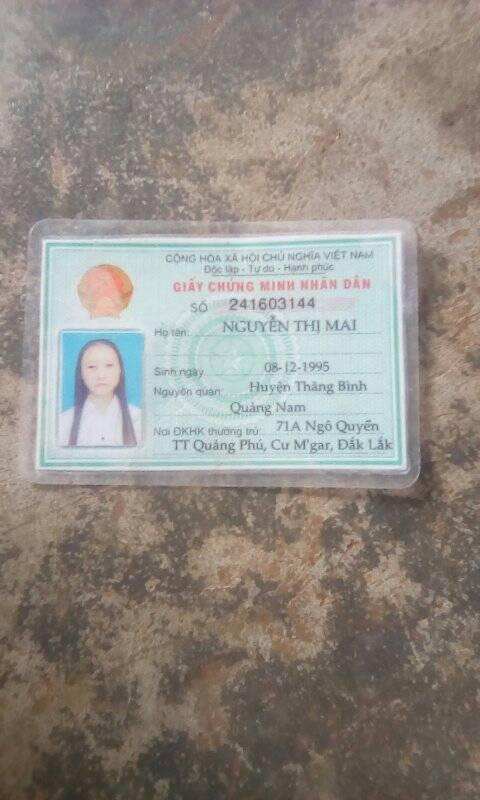 CỘNG HÒA XÃ HỘI CHỦ NGHĨA VIỆT NAM
Độc lập - Tự do - Hạnh phúc
GIẤY CHỨNG MINH NHÂN DÂN
SỐ 241603144
Họ tên: NGUYỄN THỊ MAI
Sinh ngày 08-12-1995
Nguyên quán: Huyện Thăng Bình
Quảng Nam
Nơi ĐKHK thường trú: 71A Ngô Quyền
TT Quảng Phú, Cư M'gar, Đắk Lắk